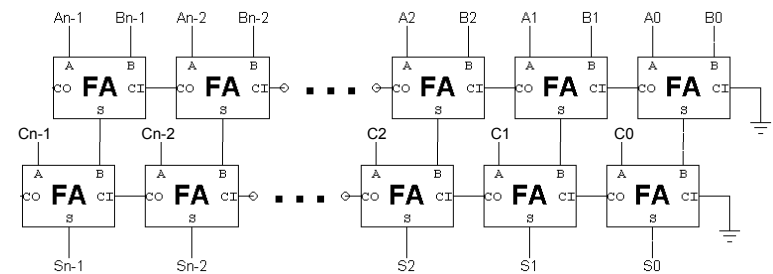 An-1 Bn-1 An-2 Bn-2 A2 B2 A1 B1 A0 B0
A B A B A B A B A B
CO FA CI CO FA CI CO FA CI CO FA CI CO FA CI
S S S S S
Cn-1 Cn-2 C2 C1 C0
A B A B A B A B A B
CO FA CI CO FA CI CO FA CI CO FA CI CO FA CI
S S S S S
Sn-1 Sn-2 S2 S1 S0